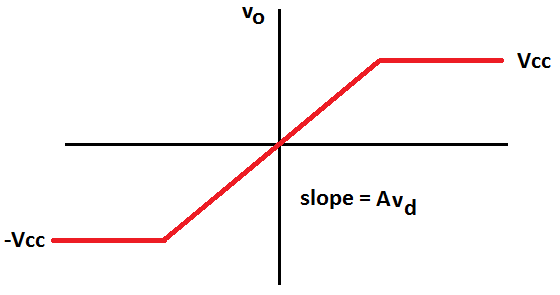 vo
Vcc
slope = Avd
-Vcc